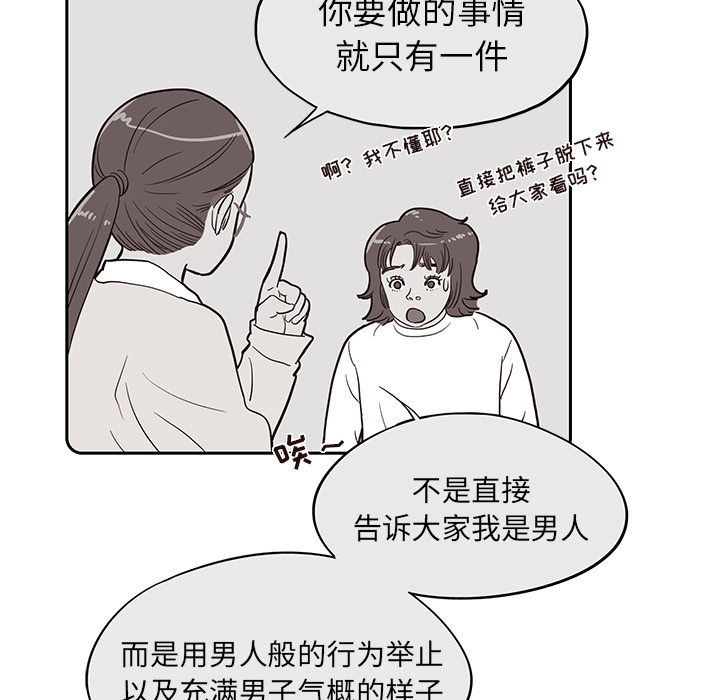 你要做的事情
就只有一件
啊？我不懂耶？
直接把裤子脱下来
给大家看吗？
唉～
不是直接
告诉大家我是男人
而是用男人般的行为举止
以及充满男子气概的样子